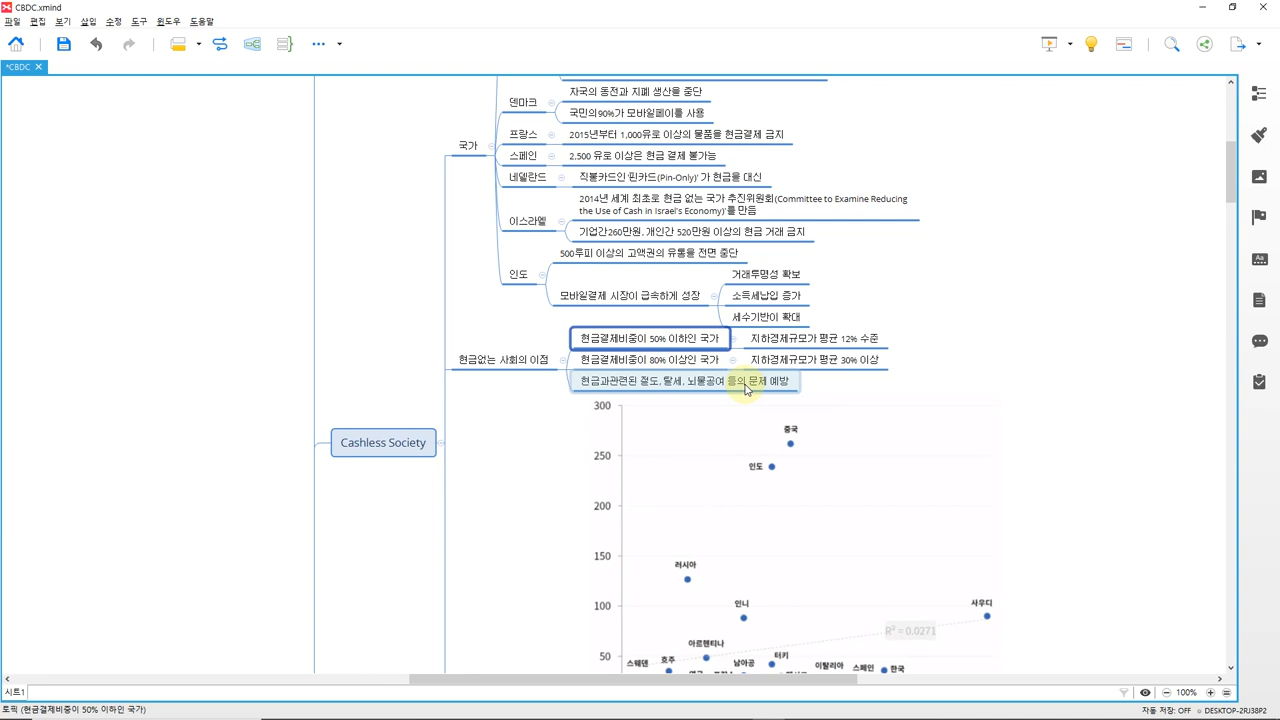 CBDC.xmind
파일 편집 보기 삽입 수정 도구 윈도우 도움말
*CBDC
덴마크
자국의 동전과 지폐 생산을 중단
국민의90%가 모바일페이를 사용
국가
프랑스
2015년부터 1,000유로 이상의 물품을 현금결제 금지
스페인
2.500 유로 이상은 현금 결제 불가능
네델란드
직불카드인'핀카드(Pin-Only)' 가 현금을 대신
이스라엘
2014년 세계 최초로 현금 없는 국가 추진위원회(Committee to Examine Reducing
the Use of Cash in Israel's Economy)'를 만듬
기업간260만원, 개인간 520만원 이상의 현금 거래 금지
인도
500루피 이상의 고액권의 유통을 전면 중단
모바일결제 시장이 급속하게 성장
거래투명성 확보
소득세납입 증가
세수기반이 확대
현금없는 사회의 이점
현금결제비중이 50% 이하인 국가
지하경제규모가 평균 12% 수준
현금결제비중이 80% 이상인 국가
지하경제규모가 평균 30% 이상
현금과관련된 절도, 탈세, 뇌물공여 등의 문제 예방
Cashless Society
300
중국
250
인도
200
150
러시아
100
인니
사우디
R² = 0.0271
아르헨티나
50
스웨덴 호주 남아공 터키 이탈리아 스페인 한국
시트1
100%
토픽 (현금결제비중이 50% 이하인 국가)
자동 저장: OFF
DESKTOP-2RJ38P2